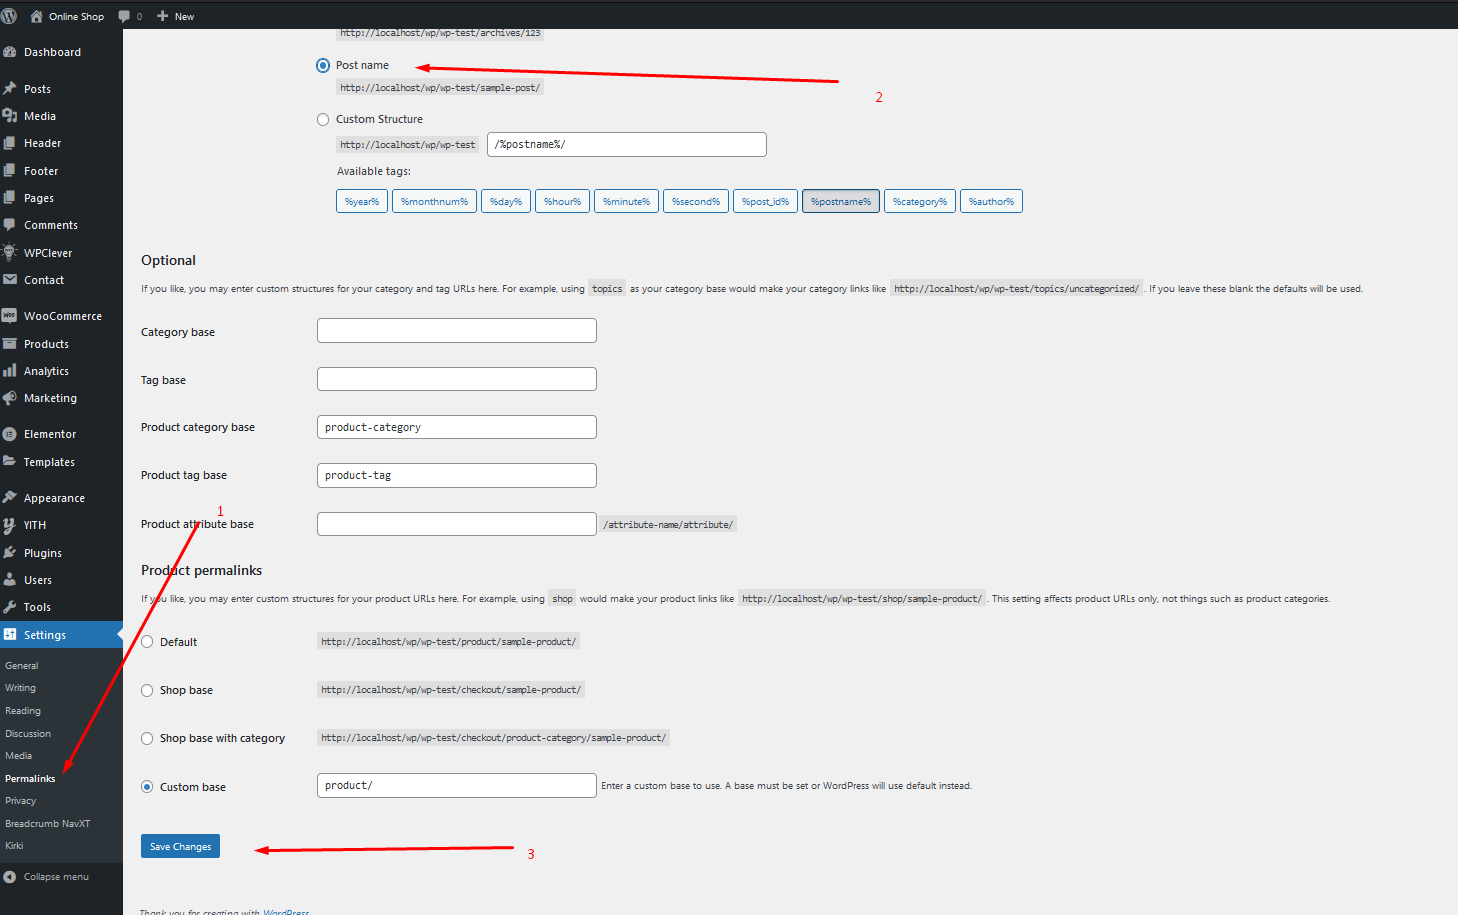 Online Shop 0 New
Dashboard
Posts
Media
Header
Footer
Pages
Comments
WPClever
Contact
WooCommerce
Products
Analytics
Marketing
Elementor
Templates
Appearance
YITH
Plugins
Users
Tools
Settings
General
Writing
Reading
Discussion
Media
Permalinks
Privacy
Breadcrumb NavXT
Kirki
Collapse menu
http://localhost/wp/wp-test/archives/123
Post name
2
http://localhost/wp/wp-test/sample-post/
Custom Structure
http://localhost/wp/wp-test /%postname%/
Available tags:
%year% %monthnum% %day% %hour% %minute% %second% %post_id% %postname% %category% %author%
Optional
If you like, you may enter custom structures for your category and tag URLs here. For example, using topics as your category base would make your category links like http://localhost/wp/wp-test/topics/uncategorized/ . If you leave these blank the defaults will be used.
Category base
Tag base
Product category base product-category
Product tag base product-tag
1
Product attribute base /attribute-name/attribute/
Product permalinks
If you like, you may enter custom structures for your product URLs here. For example, using shop would make your product links like http://localhost/wp/wp-test/shop/sample-product/ . This setting affects product URLs only, not things such as product categories.
Default http://localhost/wp/wp-test/product/sample-product/
Shop base http://localhost/wp/wp-test/checkout/sample-product/
Shop base with category http://localhost/wp/wp-test/checkout/product-category/sample-product/
Custom base product/ Enter a custom base to use. A base must be set or WordPress will use default instead.
Save Changes
3
Thank you for creating with WordPress